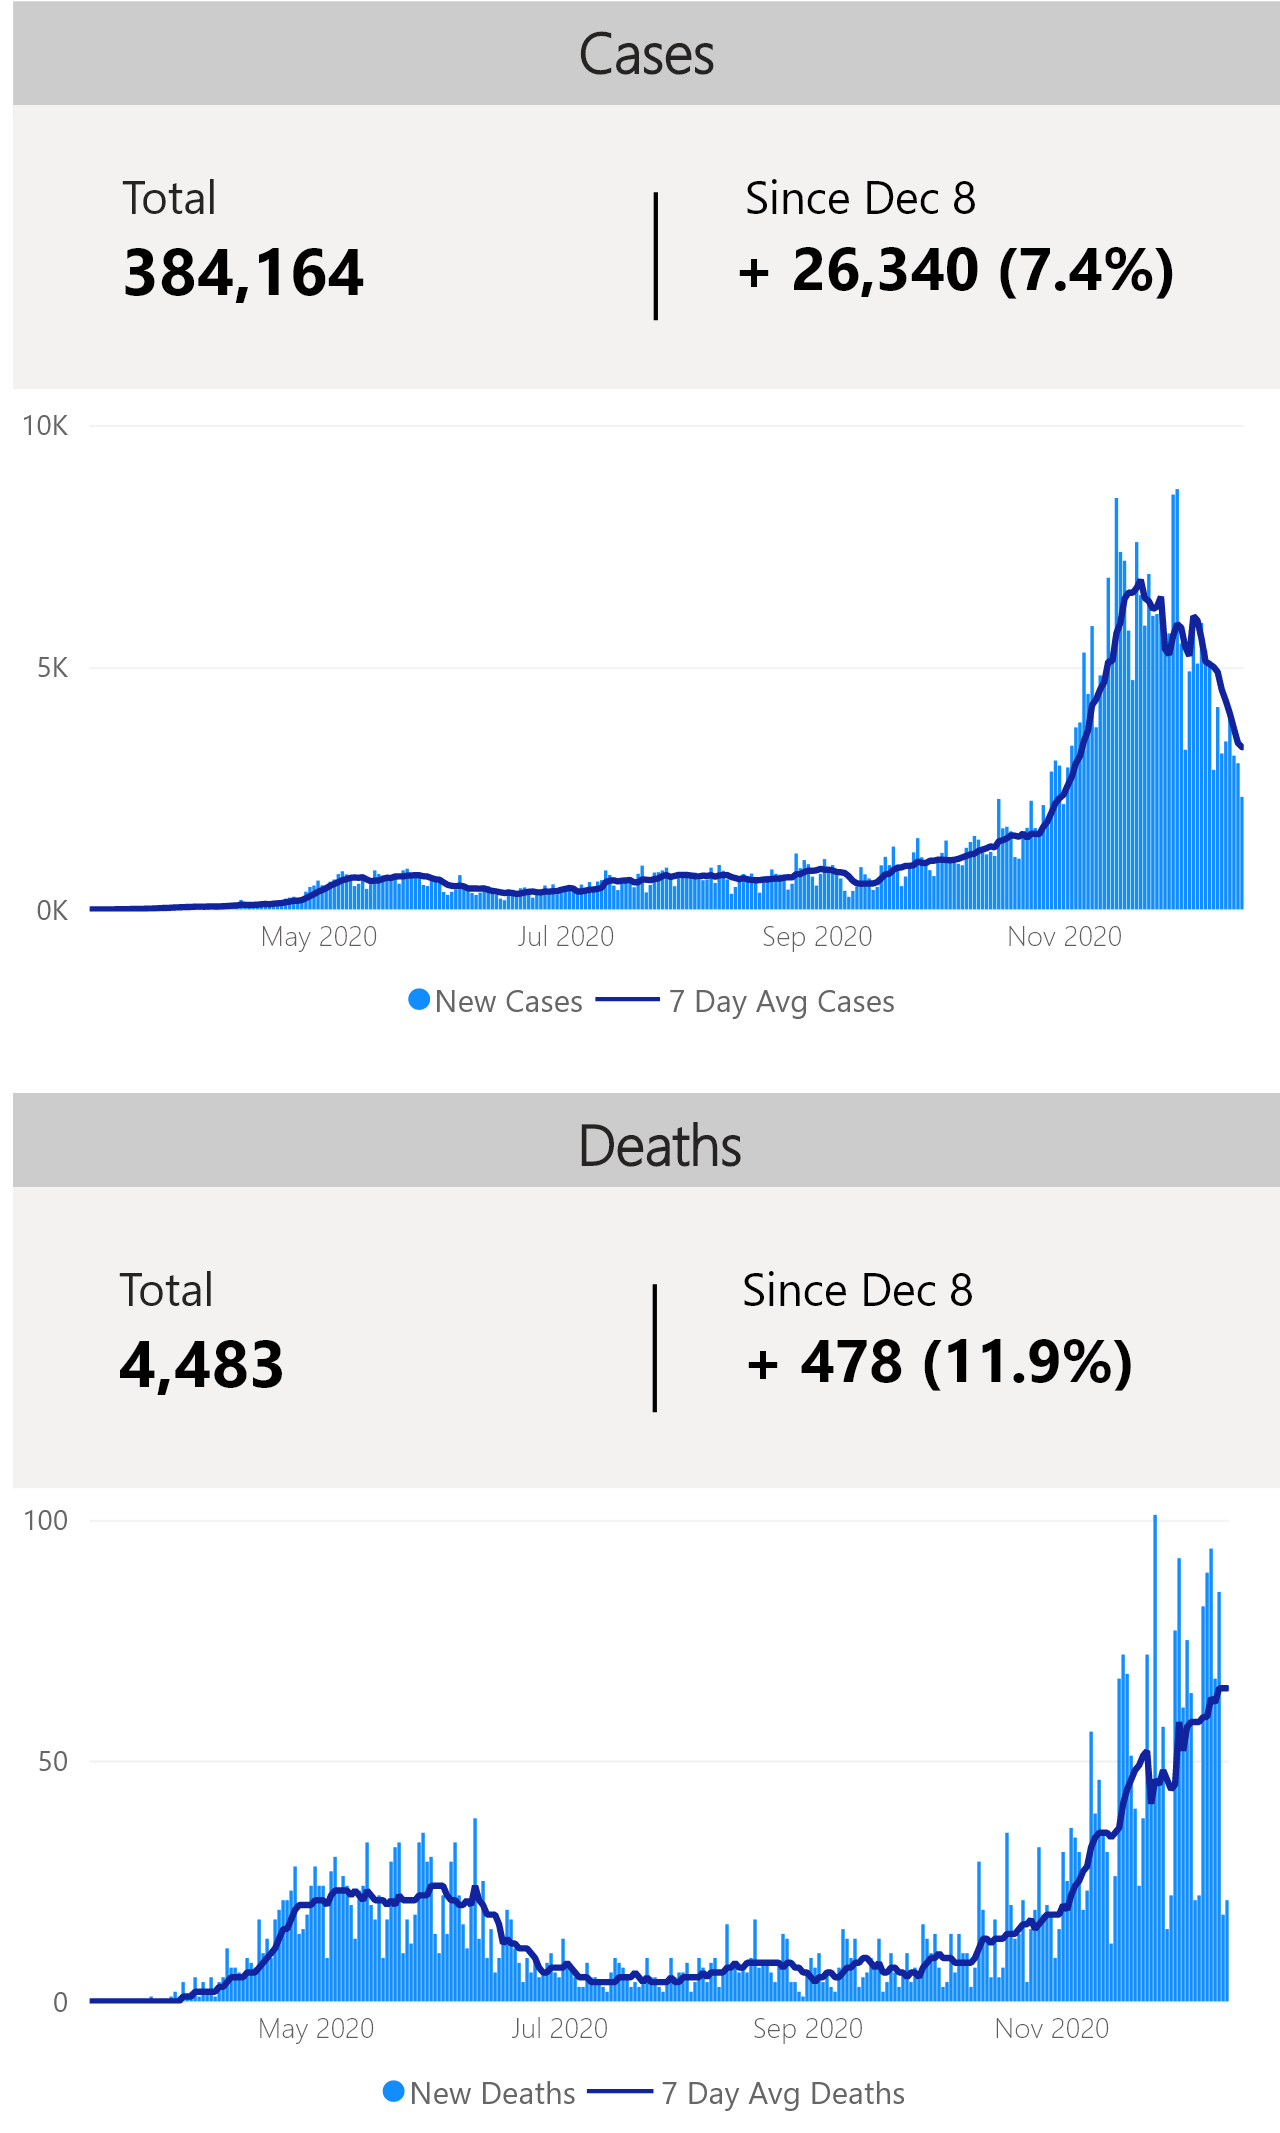 Cases
Total
Since Dec 8
384,164
+ 26,340 (7.4%)
10K
5K
0K
May 2020
Jul 2020
Sep 2020
Nov 2020
New Cases
7 Day Avg Cases
Deaths
Total
Since Dec 8
4,483
+ 478 (11.9%)
100
50
0
May 2020
Jul 2020
Sep 2020
Nov 2020
New Deaths
7 Day Avg Deaths